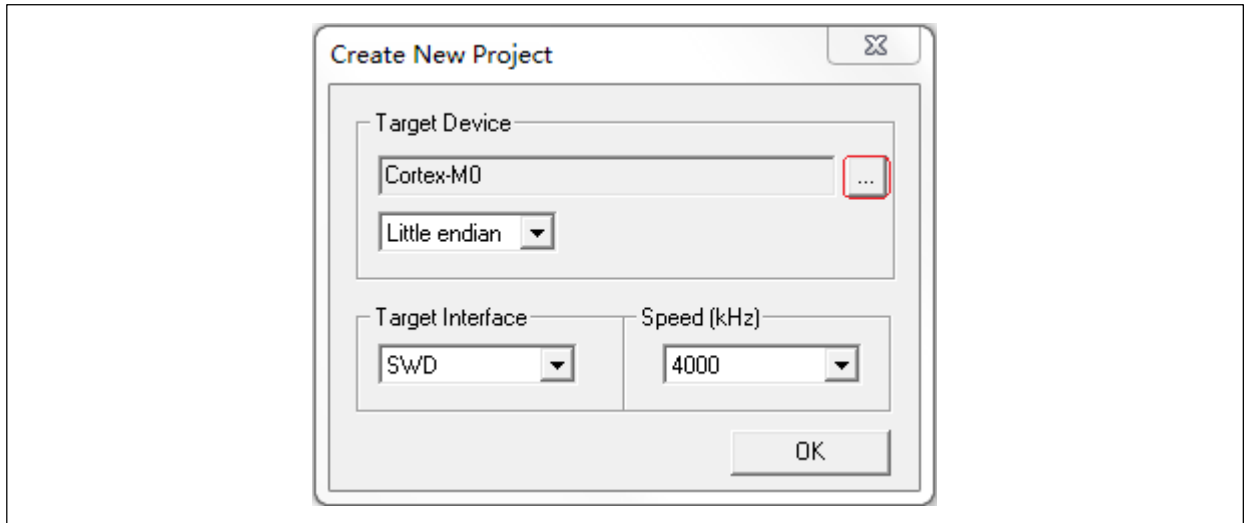 Create New Project
Target Device
Cortex-M0
...
Little endian
Target Interface
Speed (kHz)
SWD
4000
OK